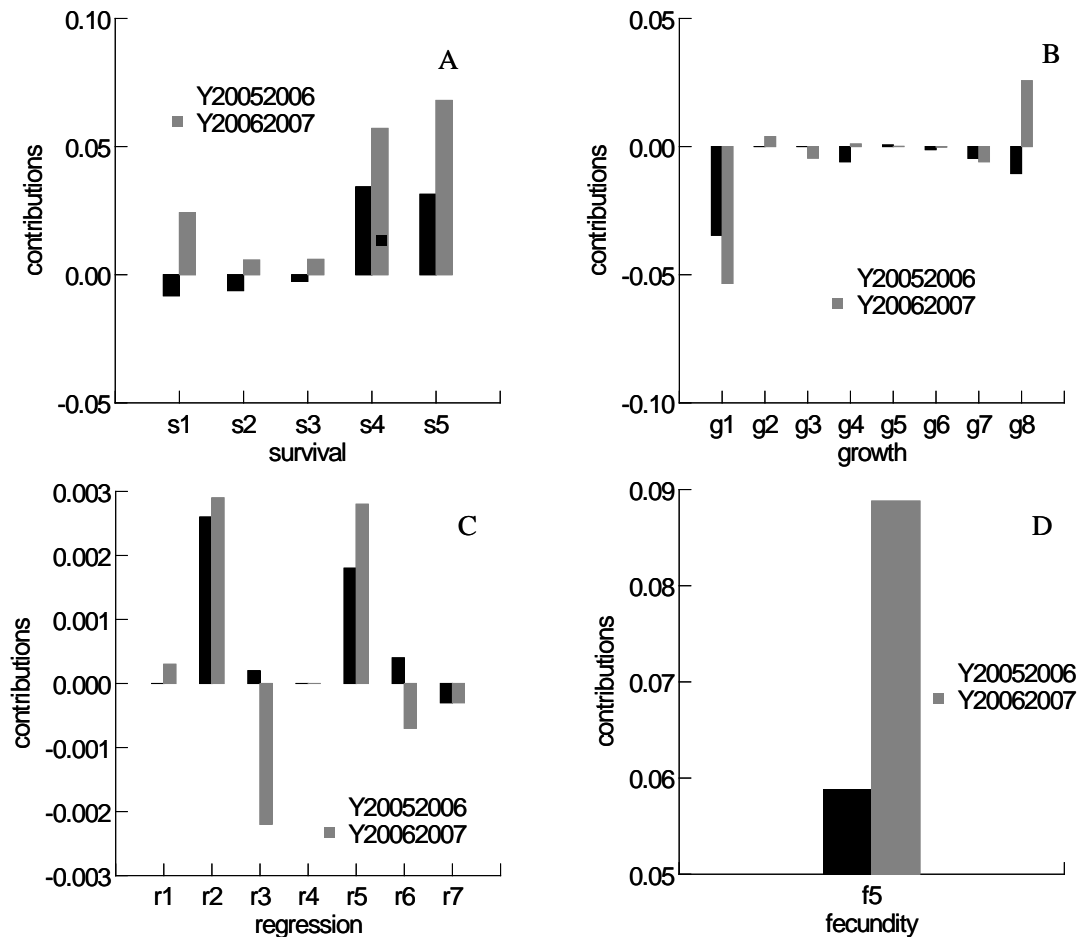 A
0.10
0.05
0.00
-0.05
contributions
Y20052006
Y20062007
s1 s2 s3 s4 s5
survival
B
0.05
0.00
-0.05
-0.10
contributions
Y20052006
Y20062007
g1 g2 g3 g4 g5 g6 g7 g8
growth
C
0.003
0.002
0.001
0.000
-0.001
-0.002
-0.003
contributions
Y20052006
Y20062007
r1 r2 r3 r4 r5 r6 r7
regression
D
0.09
0.08
0.07
0.06
0.05
contributions
Y20052006
Y20062007
f5
fecundity